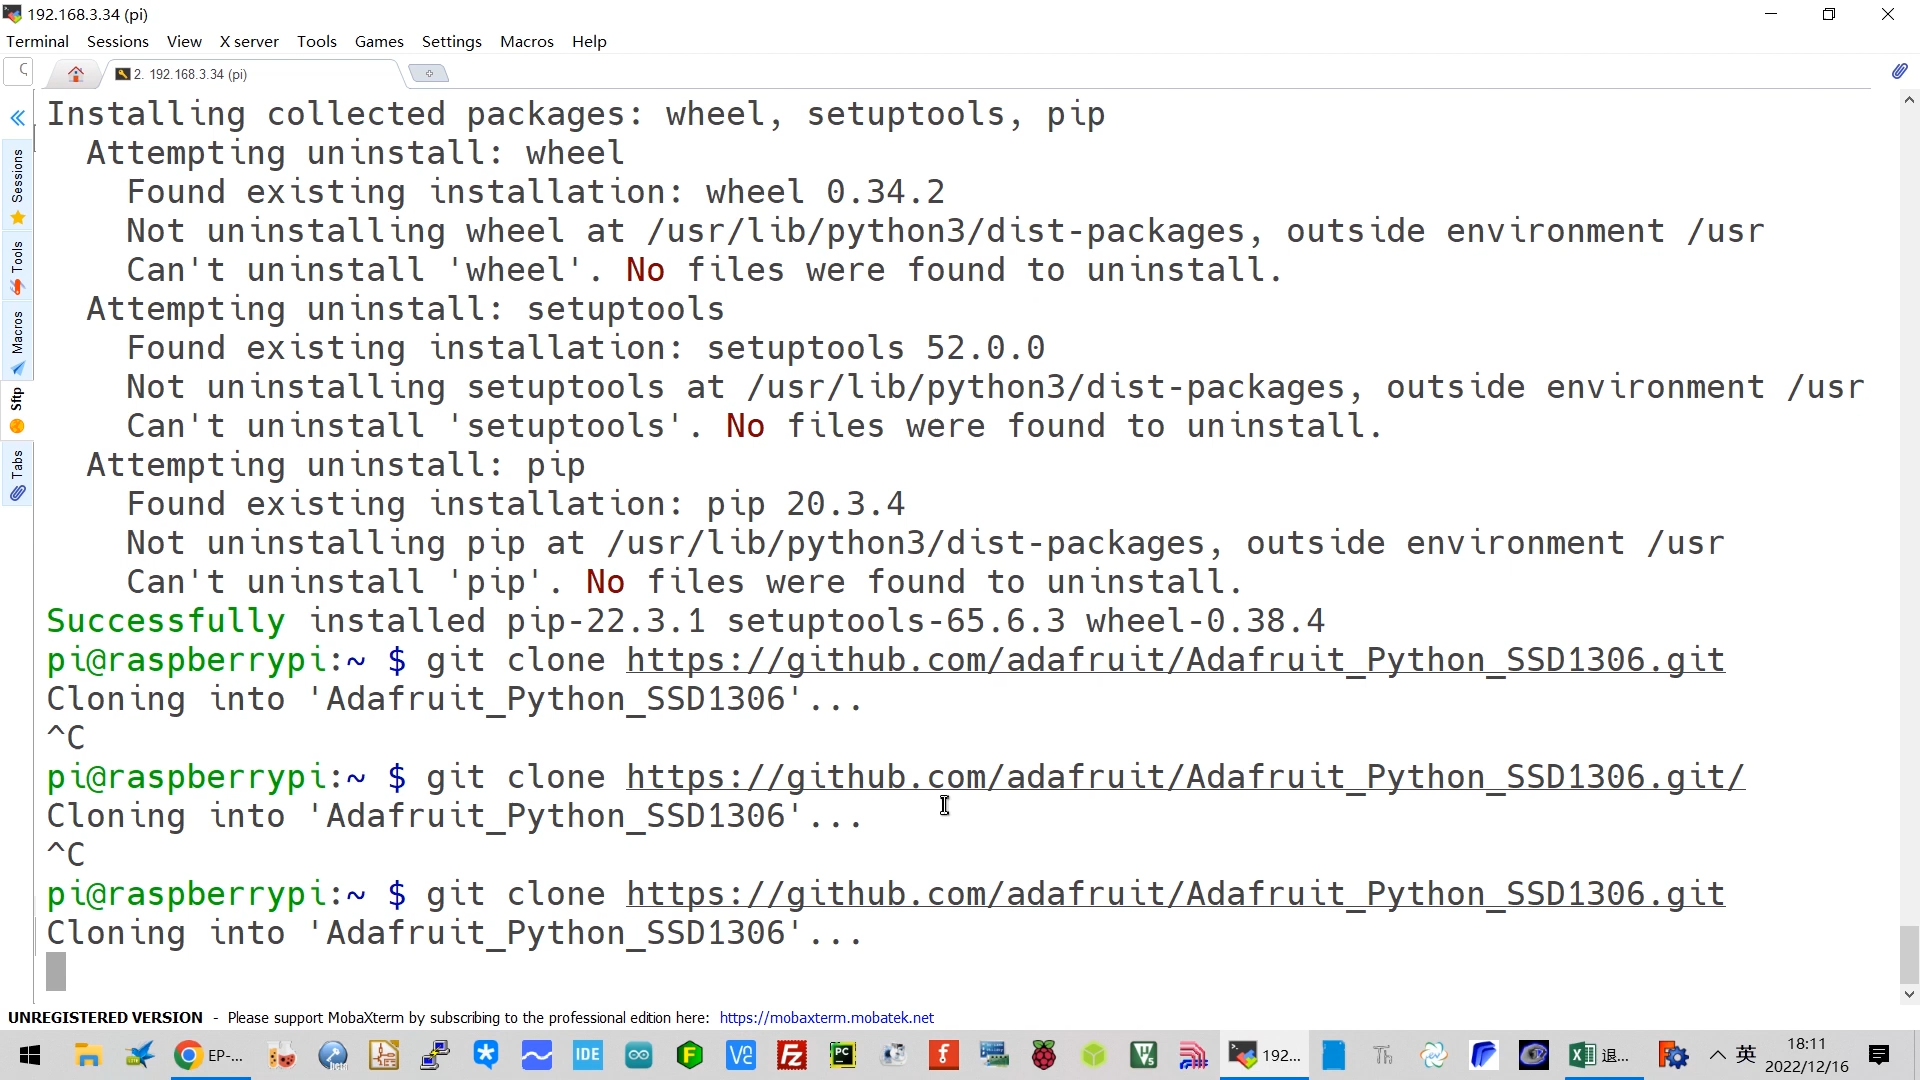 192.168.3.34 (pi)
Terminal Sessions View X server Tools Games Settings Macros Help
2. 192.168.3.34 (pi)
Sessions
Tools
Macros
Sftp
Tabs
Installing collected packages: wheel, setuptools, pip
Attempting uninstall: wheel
Found existing installation: wheel 0.34.2
Not uninstalling wheel at /usr/lib/python3/dist-packages, outside environment /usr
Can't uninstall 'wheel'. No files were found to uninstall.
Attempting uninstall: setuptools
Found existing installation: setuptools 52.0.0
Not uninstalling setuptools at /usr/lib/python3/dist-packages, outside environment /usr
Can't uninstall 'setuptools'. No files were found to uninstall.
Attempting uninstall: pip
Found existing installation: pip 20.3.4
Not uninstalling pip at /usr/lib/python3/dist-packages, outside environment /usr
Can't uninstall 'pip'. No files were found to uninstall.
Successfully installed pip-22.3.1 setuptools-65.6.3 wheel-0.38.4
pi@raspberrypi:~ $ git clone https://github.com/adafruit/Adafruit_Python_SSD1306.git
Cloning into 'Adafruit_Python_SSD1306'...
^C
pi@raspberrypi:~ $ git clone https://github.com/adafruit/Adafruit_Python_SSD1306.git/
Cloning into 'Adafruit_Python_SSD1306'...
^C
pi@raspberrypi:~ $ git clone https://github.com/adafruit/Adafruit_Python_SSD1306.git
Cloning into 'Adafruit_Python_SSD1306'...
UNREGISTERED VERSION - Please support MobaXterm by subscribing to the professional edition here: https://mobaxterm.mobatek.net
EP-... IDE PC 192... Th 退... 英 18:11
2022/12/16